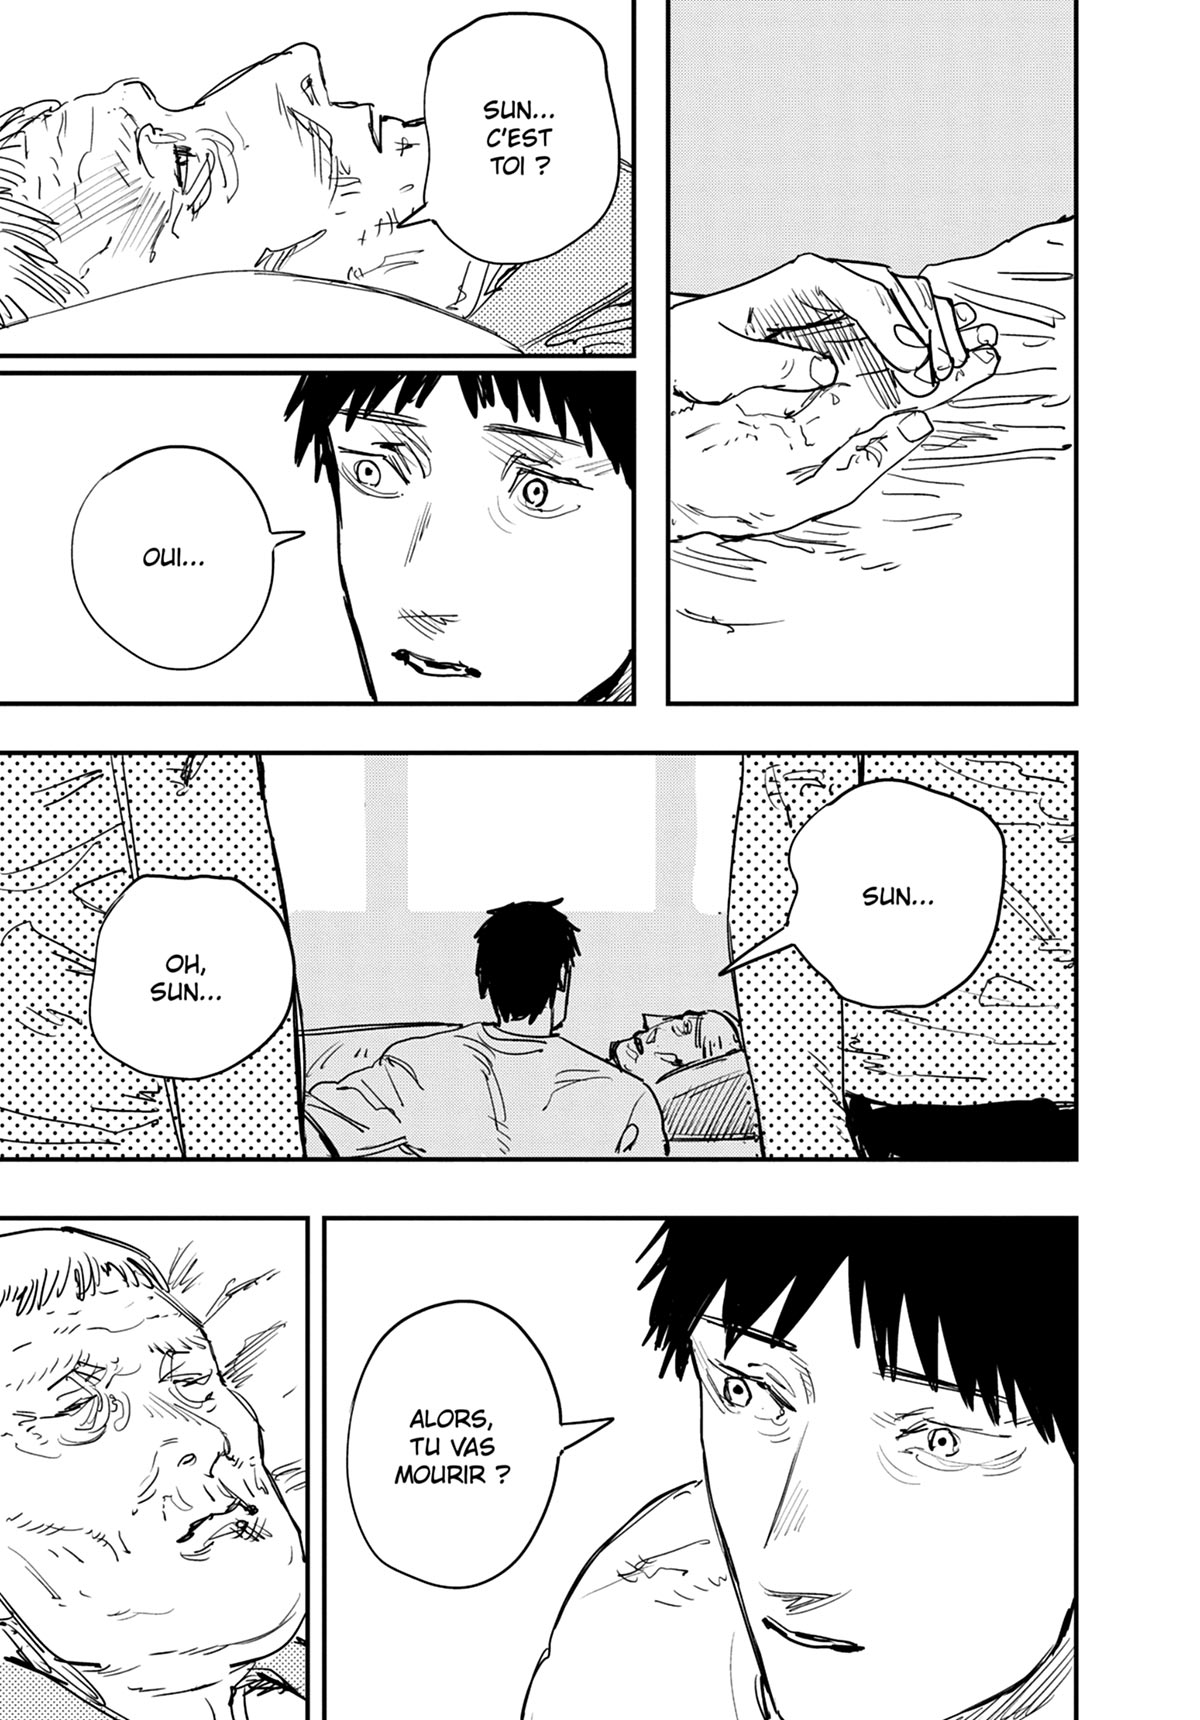 SUN...
C'EST
TOI ?
OUI...
SUN...
OH,
SUN...
ALORS,
TU VAS
MOURIR ?